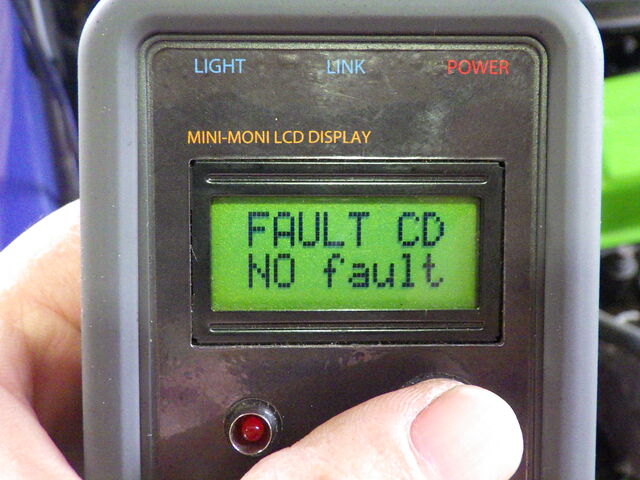 LIGHT LINK POWER
MINI-MONI LCD DISPLAY
FAULT CD
NO fault